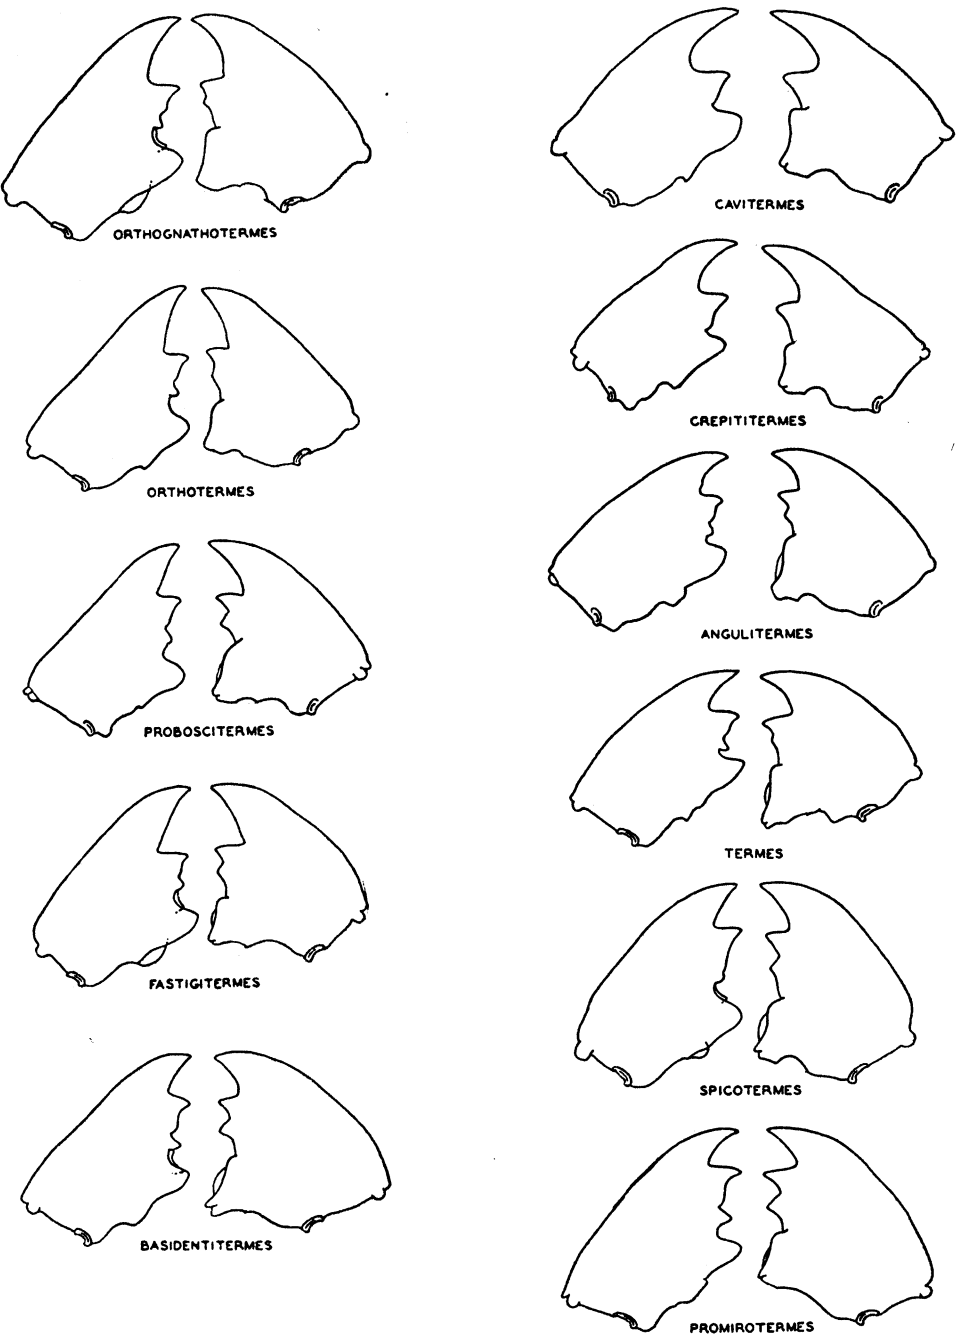 ORTHOGNATHOTERMES
ORTHOTERMES
PROBOSCITERMES
FASTIGITERMES
BASIDENTITERMES
CAVITERMES
CREPITITERMES
ANGULITERMES
TERMES
SPICOTERMES
PROMIROTERMES